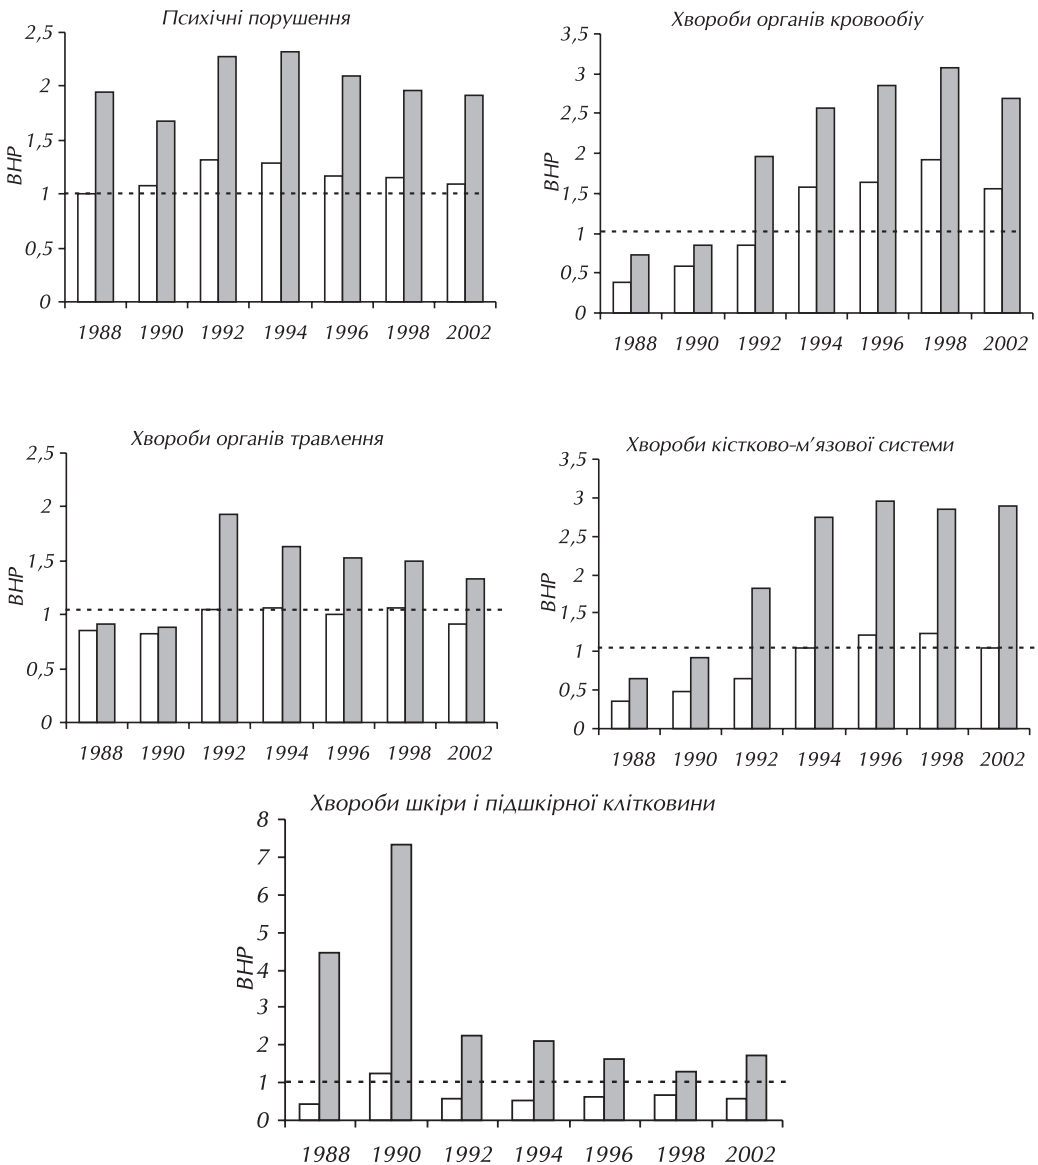 Психічні порушення
2,5
2
1,5
1
0,5
0
ВНР
1988 1990 1992 1994 1996 1998 2002
Хвороби органів кровообіу
3,5
3
2,5
2
1,5
1
0,5
0
ВНР
1988 1990 1992 1994 1996 1998 2002
Хвороби органів травлення
2,5
2
1,5
1
0,5
0
ВНР
1988 1990 1992 1994 1996 1998 2002
Хвороби кістково-м’язової системи
3,5
3
2,5
2
1,5
1
0,5
0
ВНР
1988 1990 1992 1994 1996 1998 2002
Хвороби шкіри і підшкірної клітковини
8
7
6
5
4
3
2
1
0
ВНР
1988 1990 1992 1994 1996 1998 2002